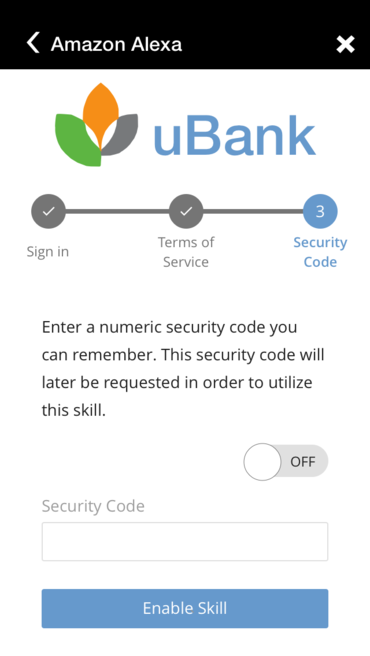 Amazon Alexa
uBank
3
Sign in
Terms of
Service
Security
Code
Enter a numeric security code you
can remember. This security code will
later be requested in order to utilize
this skill.
OFF
Security Code
Enable Skill